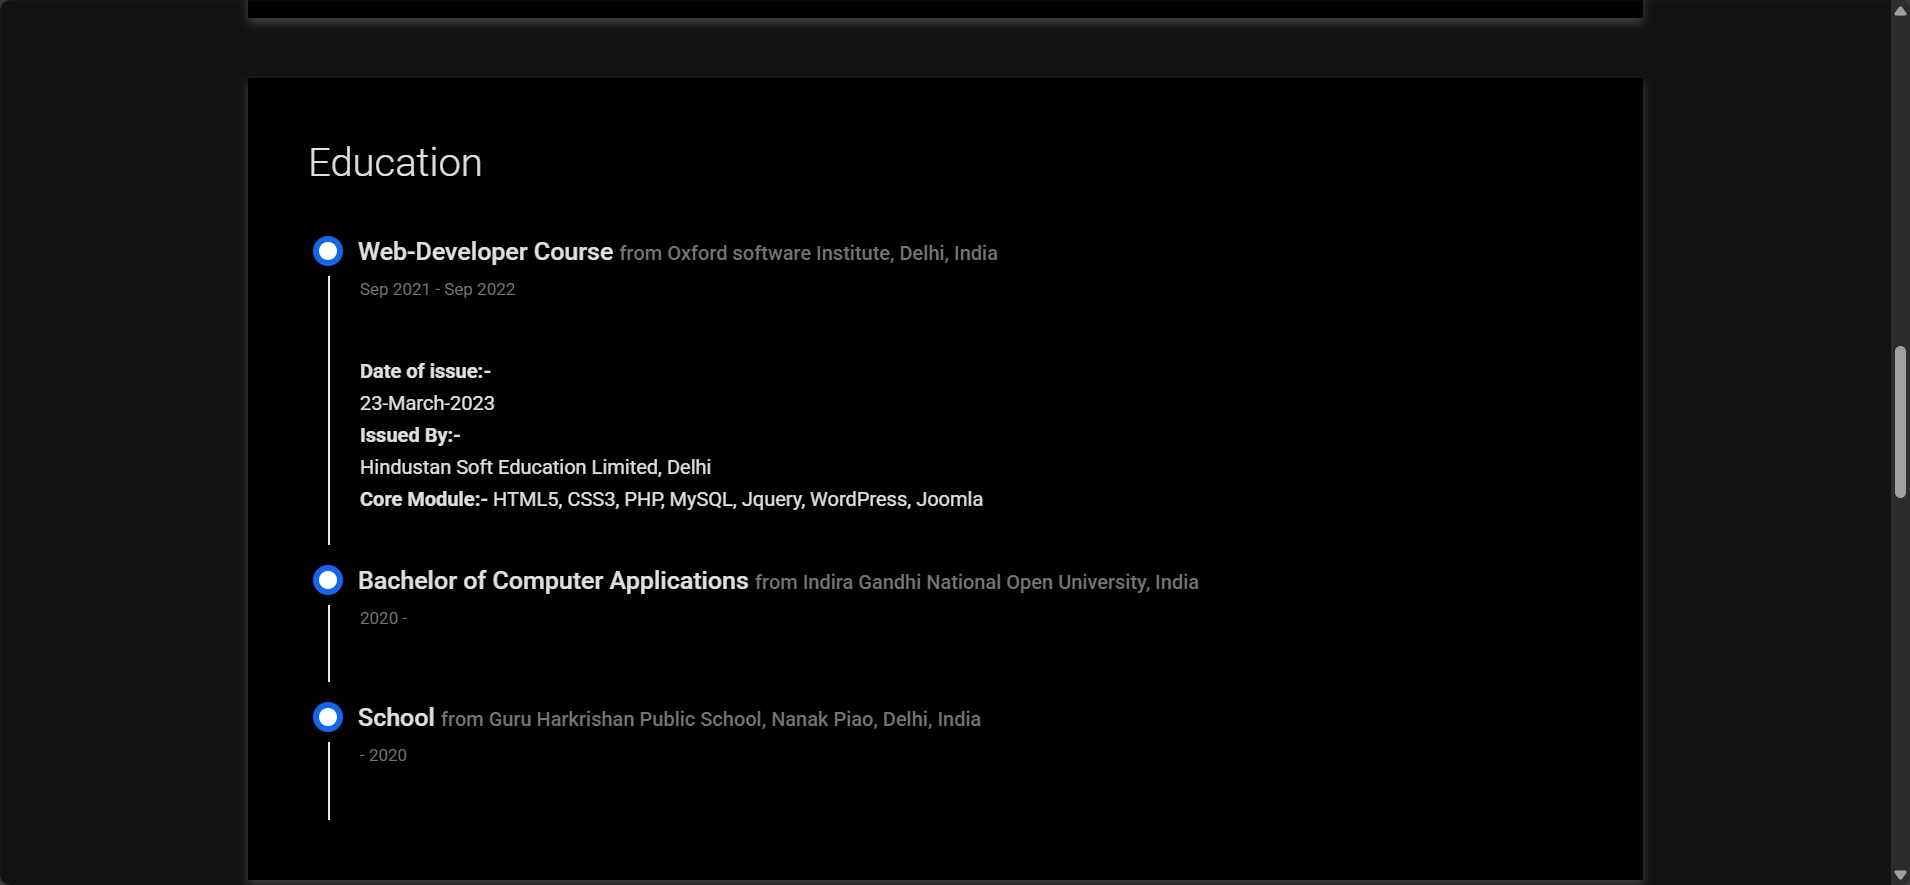 Education
Web-Developer Course from Oxford software Institute, Delhi, India
Sep 2021 - Sep 2022
Date of issue:-
23-March-2023
Issued By:-
Hindustan Soft Education Limited, Delhi
Core Module:- HTML5, CSS3, PHP, MySQL, Jquery, WordPress, Joomla
Bachelor of Computer Applications from Indira Gandhi National Open University, India
2020 -
School from Guru Harkrishan Public School, Nanak Piao, Delhi, India
- 2020